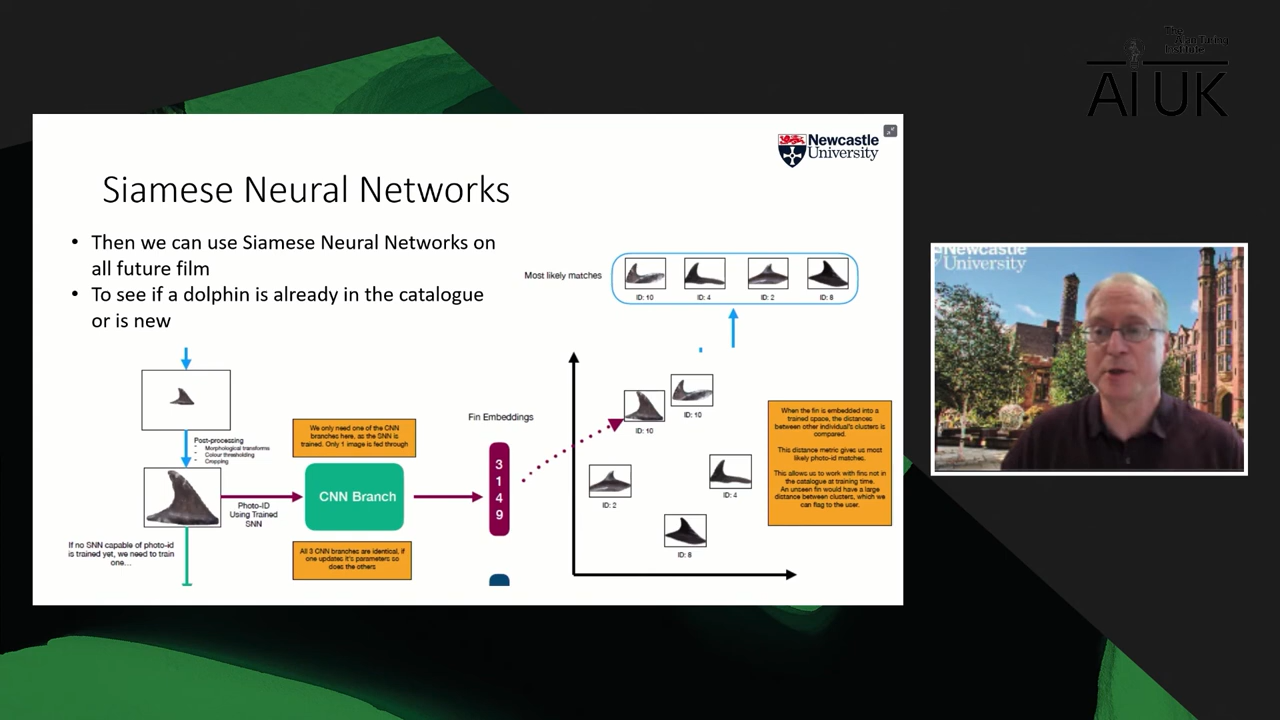 The
Alan Turing
Institute
AI UK
Newcastle
University
Siamese Neural Networks
• Then we can use Siamese Neural Networks on
all future film
• To see if a dolphin is already in the catalogue
or is new
Most likely matches
ID: 10
ID: 4
ID: 2
ID: 8
Post-processing
• Morphological transforms
• Colour thresholding
• Cropping
We only need one of the CNN
branches here, as the SNN is
trained. Only 1 image is fed through
CNN Branch
Photo-ID
Using Trained
SNN
If no SNN capable of photo-id
is trained yet, we need to train
one...
All 3 CNN branches are identical, if
one updates it's parameters so
does the others
Fin Embeddings
3
1
4
9
ID: 10
ID: 10
ID: 2
ID: 4
ID: 8
When the fin is embedded into a
trained space, the distances
between other individual's clusters is
compared.
This distance metric gives us most
likely photo-id matches.
This allows us to work with fins not in
the catalogue at training time.
An unseen fin would have a large
distance between clusters, which we
can flag to the user.
Newcastle
University